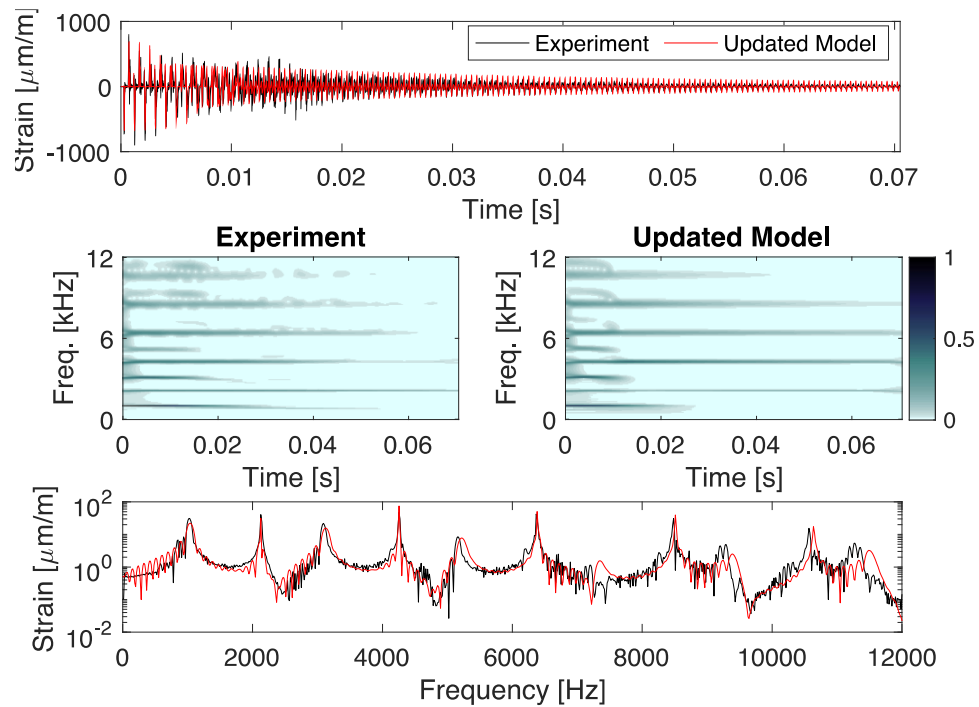 1000
0
-1000
Strain [μm/m]
Experiment
Updated Model
0 0.01 0.02 0.03 0.04 0.05 0.06 0.07
Time [s]
Experiment
Updated Model
12
6
0
Freq. [kHz]
0 0.02 0.04 0.06
Time [s]
12
6
0
Freq. [kHz]
0 0.02 0.04 0.06
Time [s]
1
0
10²
10⁰
10⁻²
Strain [μm/m]
0 2000 4000 6000 8000 10000 12000
Frequency [Hz]